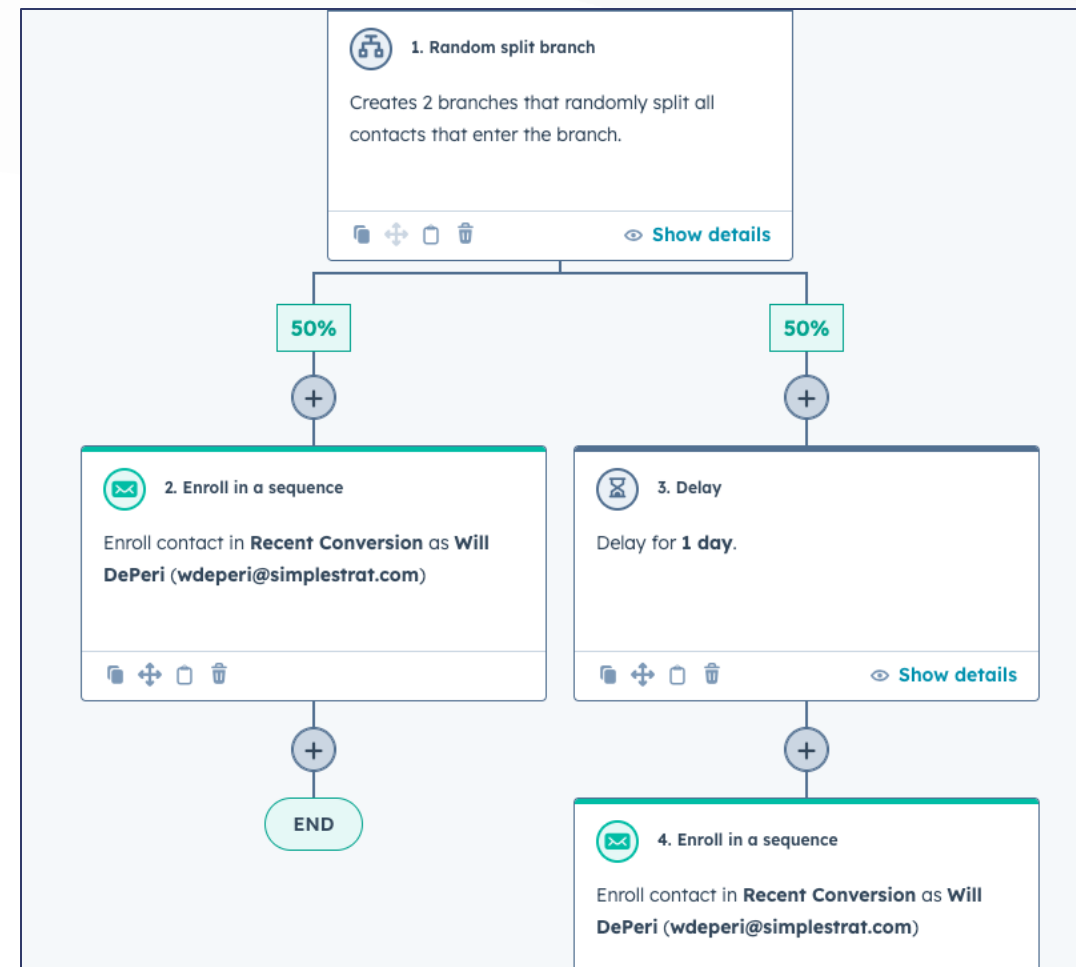 1. Random split branch
Creates 2 branches that randomly split all
contacts that enter the branch.
Show details
50%
50%
2. Enroll in a sequence
Enroll contact in Recent Conversion as Will
DePeri (wdeperi@simplestrat.com)
3. Delay
Delay for 1 day.
Show details
END
4. Enroll in a sequence
Enroll contact in Recent Conversion as Will
DePeri (wdeperi@simplestrat.com)